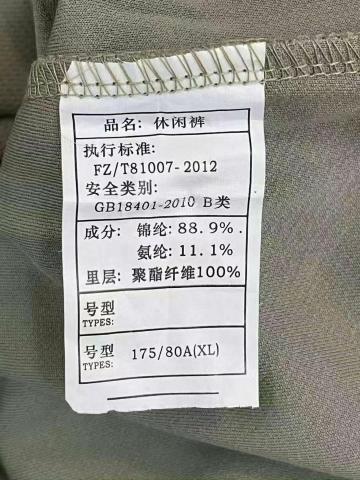 品名: 休闲裤
执行标准:
FZ/T81007-2012
安全类别:
GB18401-2010 B类
成分: 锦纶: 88.9%.
氨纶: 11.1%
里层: 聚酯纤维100%
号型
TYPES:
号型 175/80A(XL)
TYPES: